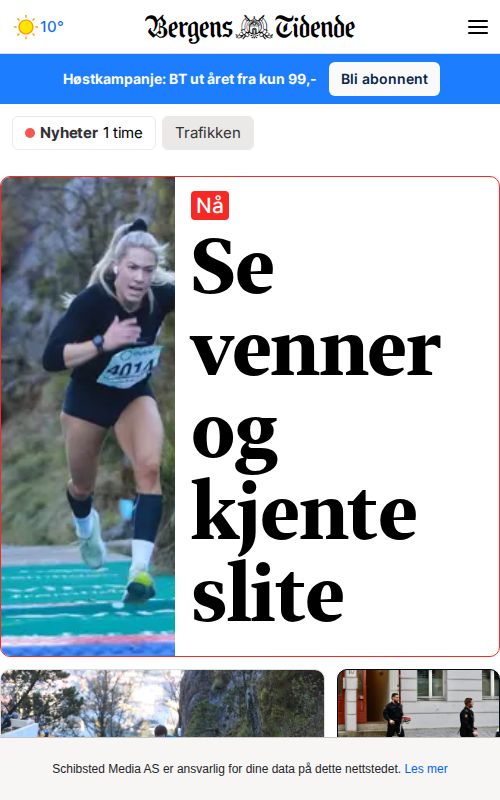 10°
Bergens Tidende
Høstkampanje: BT ut året fra kun 99,-
Bli abonnent
Nyheter 1 time
Trafikken
Nå
Se
venner
og
kjente
slite
4014
Schibsted Media AS er ansvarlig for dine data på dette nettstedet. Les mer